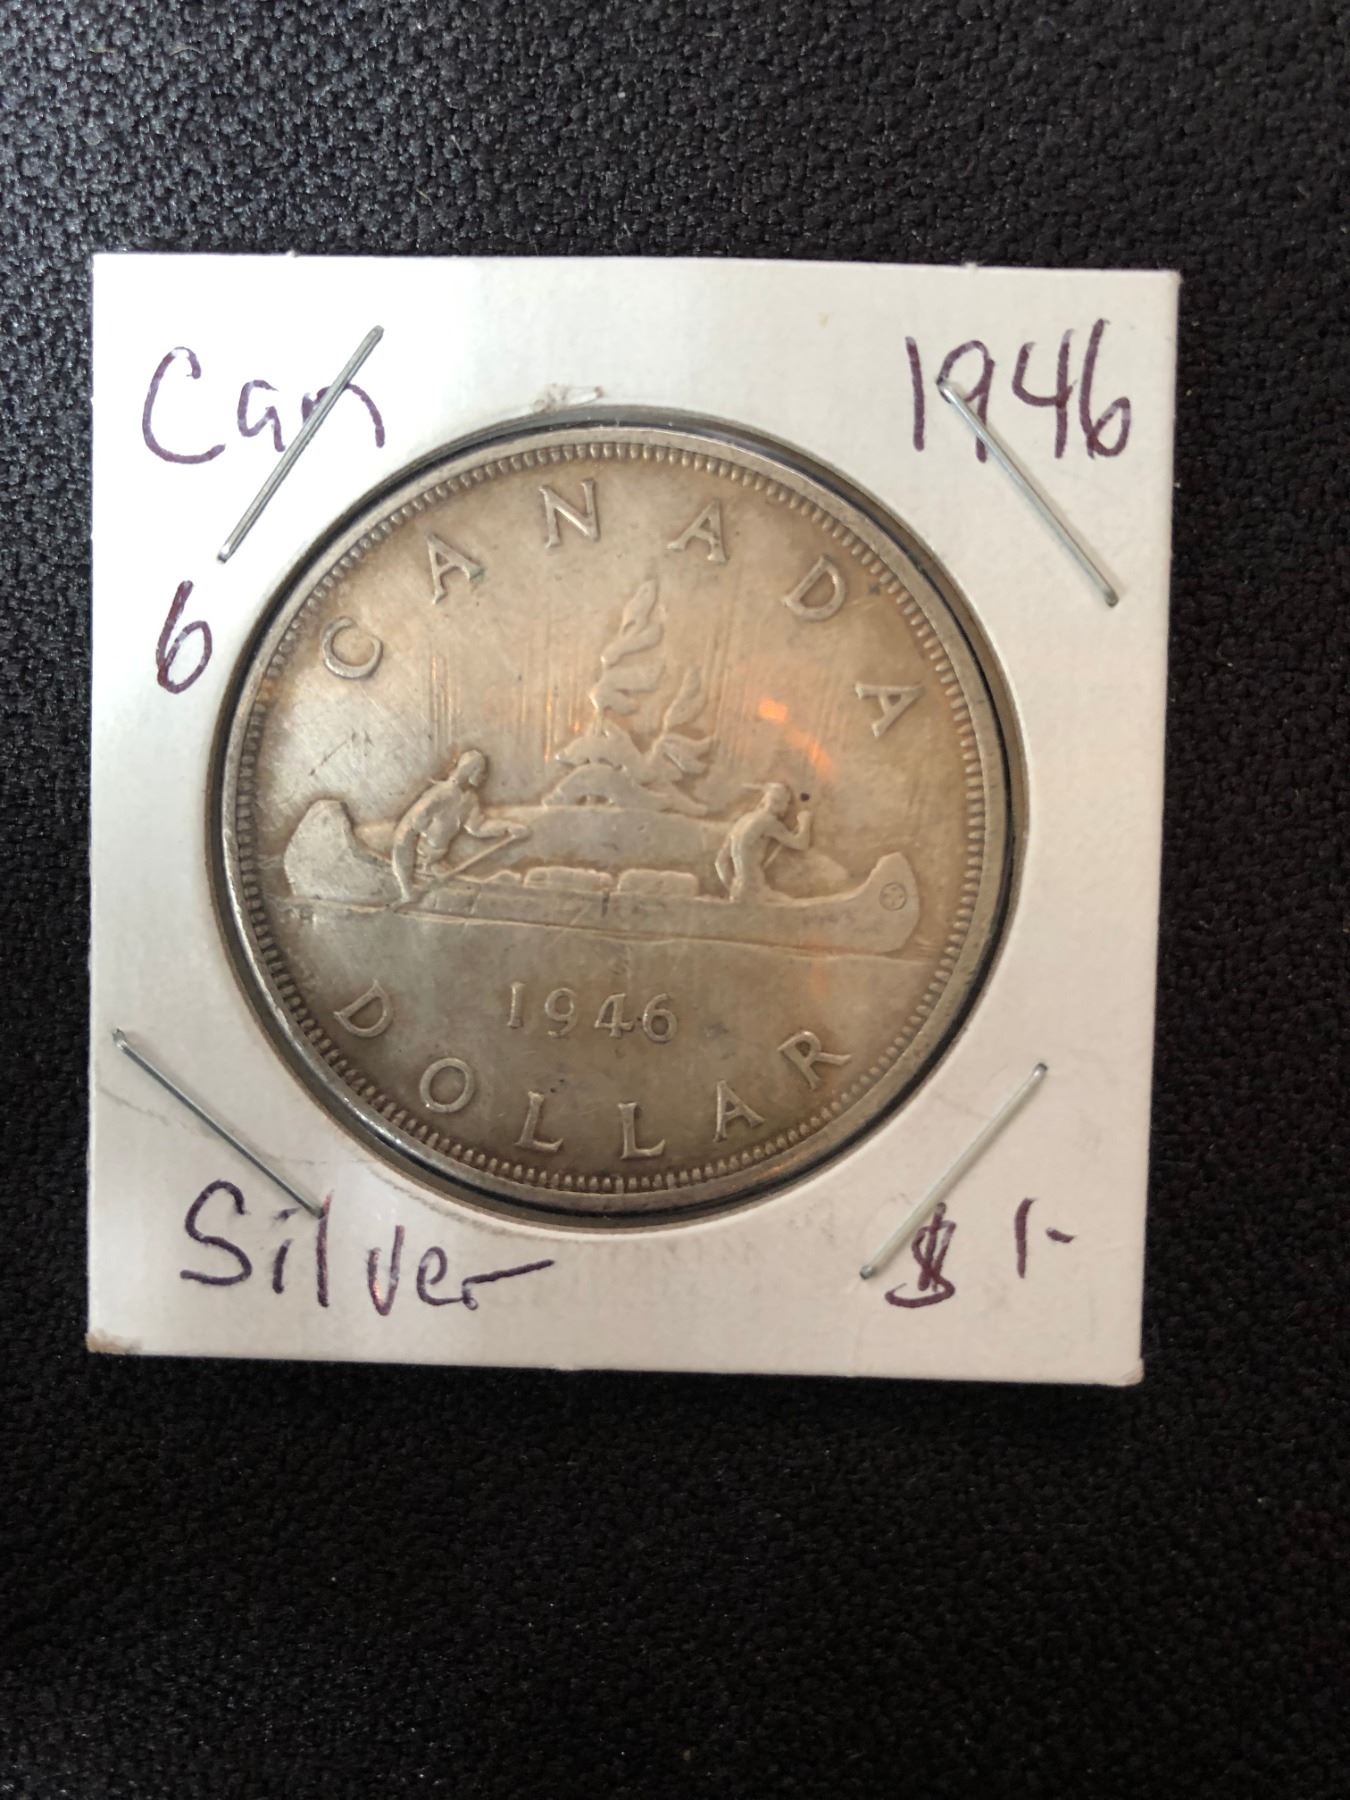 Can 1946
6
CANADA
1946
DOLLAR
Silver $1-